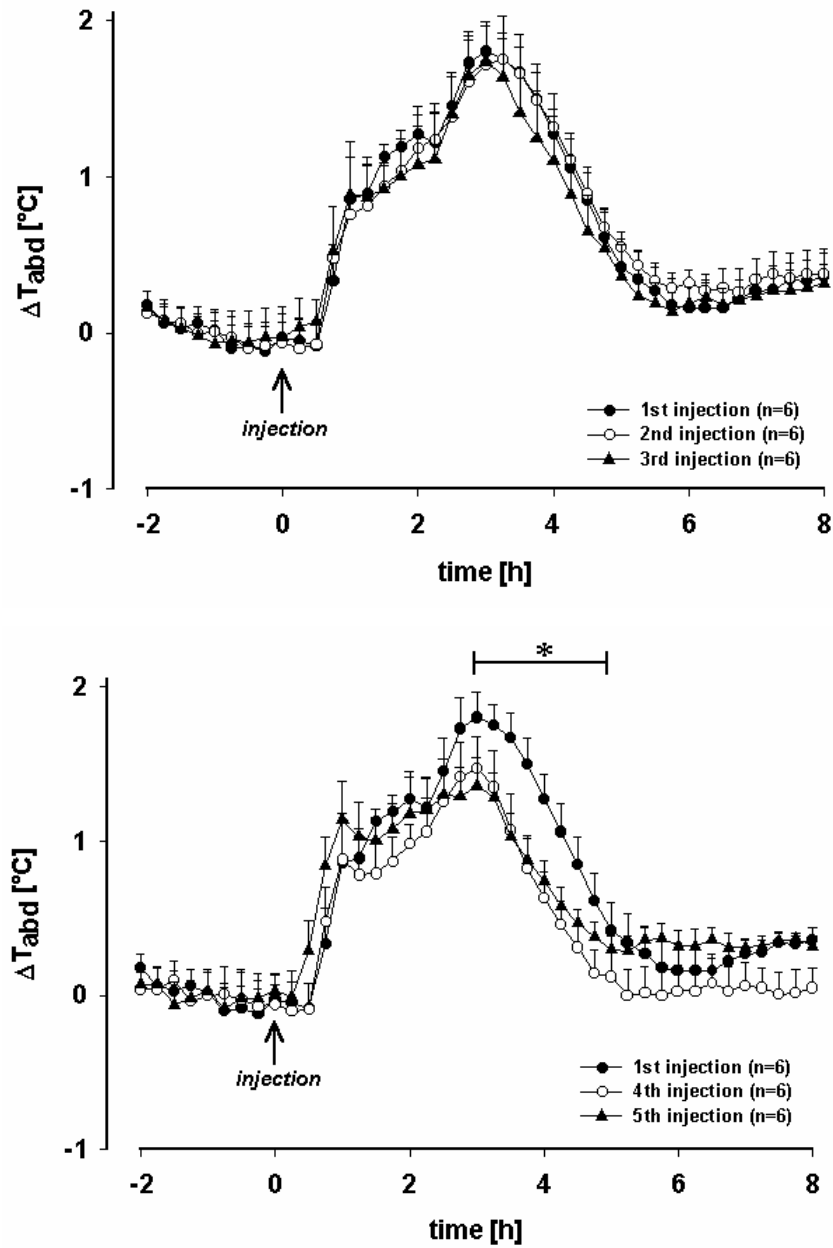 2
1
0
-1
ΔTabd [°C]
injection
1st injection (n=6)
2nd injection (n=6)
3rd injection (n=6)
-2 0 2 4 6 8
time [h]
*
2
1
0
-1
ΔTabd [°C]
injection
1st injection (n=6)
4th injection (n=6)
5th injection (n=6)
-2 0 2 4 6 8
time [h]